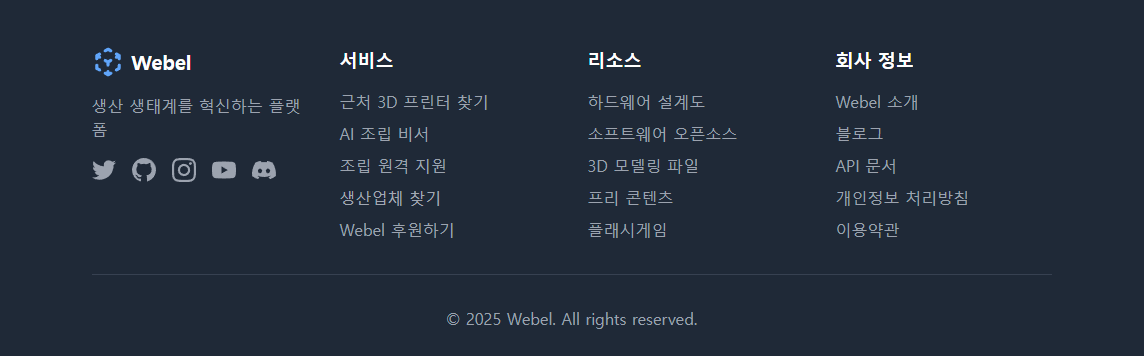 Webel
생산 생태계를 혁신하는 플랫
폼
서비스
근처 3D 프린터 찾기
AI 조립 비서
조립 원격 지원
생산업체 찾기
Webel 후원하기
리소스
하드웨어 설계도
소프트웨어 오픈소스
3D 모델링 파일
프리 콘텐츠
플래시게임
회사 정보
Webel 소개
블로그
API 문서
개인정보 처리방침
이용약관
© 2025 Webel. All rights reserved.